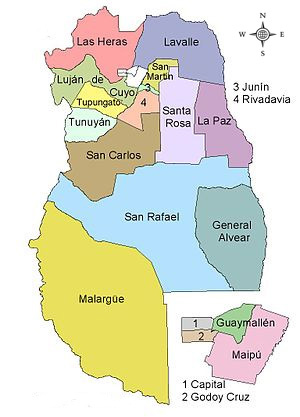 N
W E
S
Las Heras
Lavalle
San
Martín
Luján de
Cuyo
3
Tupungato
4
Santa
Rosa
La Paz
3 Junín
4 Rivadavia
Tunuyán
San Carlos
San Rafael
General
Alvear
Malargüe
1
Guaymallén
2
Maipú
1 Capital
2 Godoy Cruz